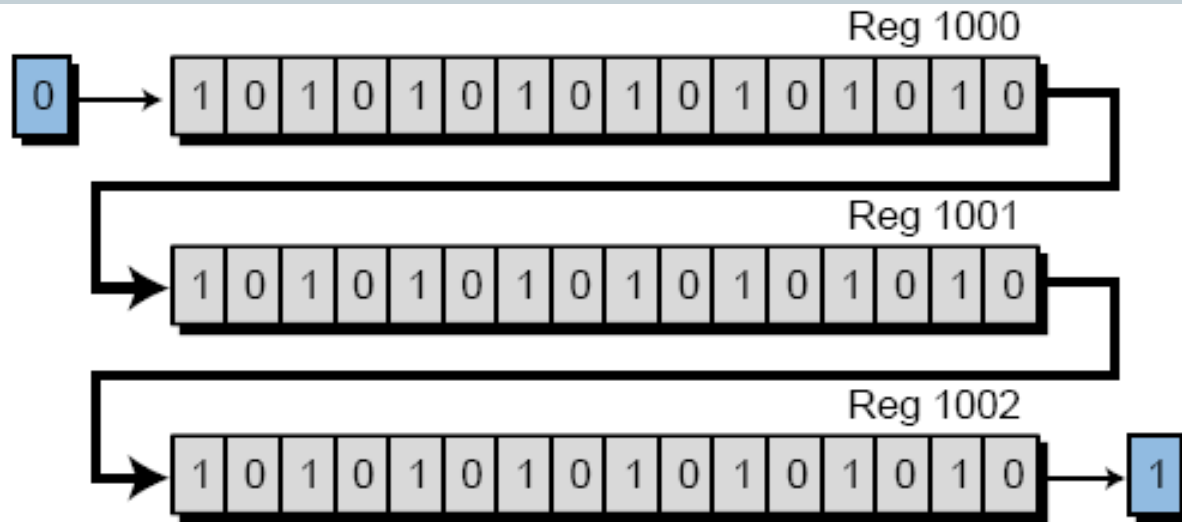 Reg 1000
0 1 0 1 0 1 0 1 0 1 0 1 0 1 0 1 0
Reg 1001
1 0 1 0 1 0 1 0 1 0 1 0 1 0 1 0
Reg 1002
1 0 1 0 1 0 1 0 1 0 1 0 1 0 1 0 1